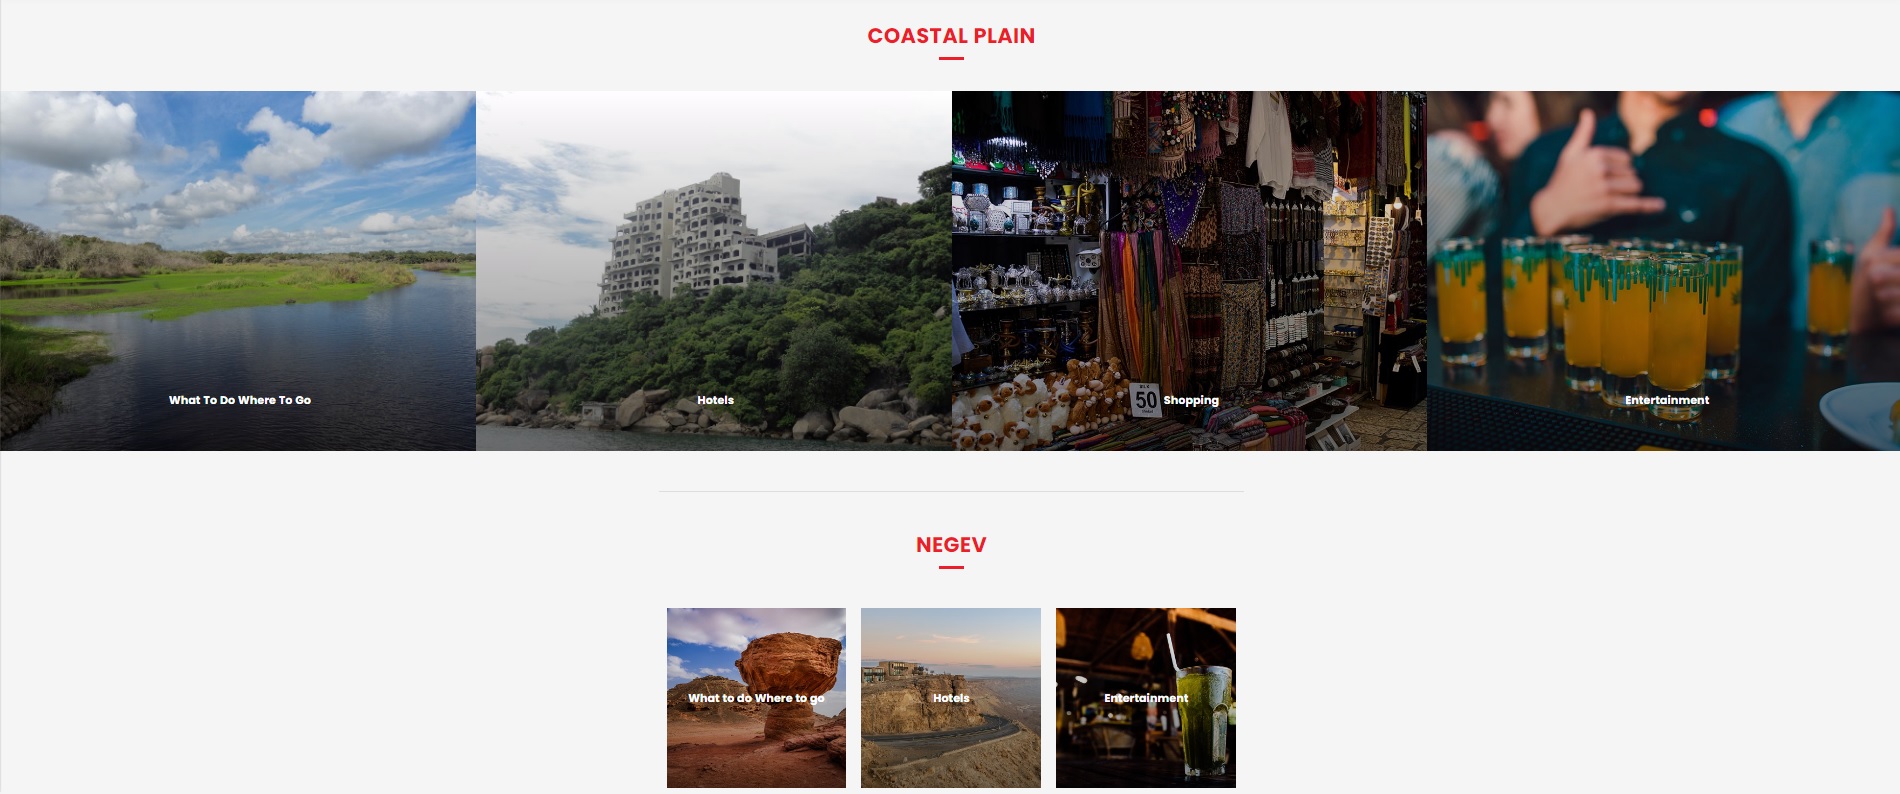 COASTAL PLAIN
What To Do Where To Go
Hotels
50
Shopping
Entertainment
NEGEV
What to do Where to go
Hotels
Entertainment